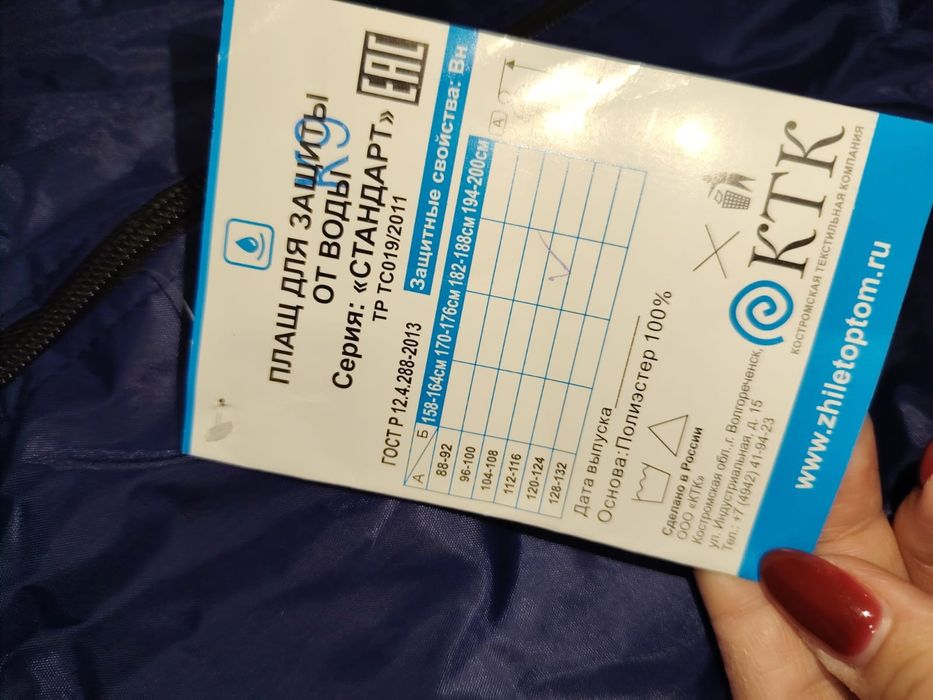 ПЛАЩ ДЛЯ ЗАЩИТЫ
ОТ ВОДЫ
Серия: «СТАНДАРТ»
ТР ТС019/2011
EAC
ГОСТ Р 12.4.288-2013
Защитные свойства: Вн
А Б 158-164см 170-176см 182-188см 194-200см
88-92
96-100
104-108
112-116
120-124
128-132
А
Дата выпуска
Основа:Полиэстер 100%
Сделано в России
ООО «КТК»
Костромская обл.,г. Волгореченск,
ул. Индустриальная, д. 15
Тел.: +7 (4942) 41-94-23
КТК
КОСТРОМСКАЯ ТЕКСТИЛЬНАЯ КОМПАНИЯ
www.zhiletoptom.ru